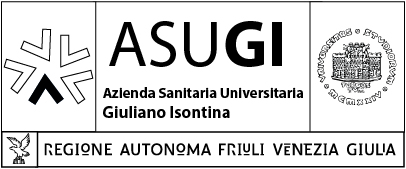 ASUGI
Azienda Sanitaria Universitaria
Giuliano Isontina
REGIONE AUTONOMA FRIULI VENEZIA GIULIA